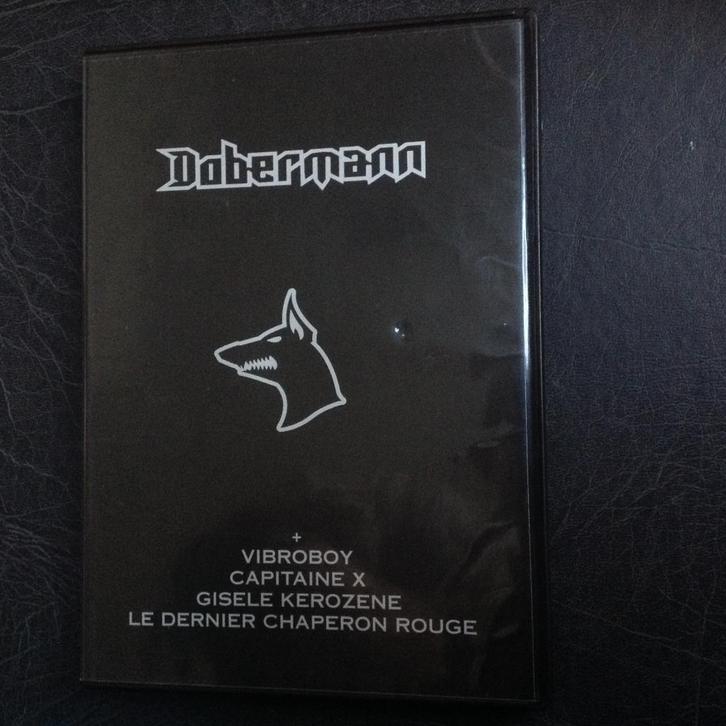 Dobermann
+
VIBROBOY
CAPITAINE X
GISELE KEROZENE
LE DERNIER CHAPERON ROUGE